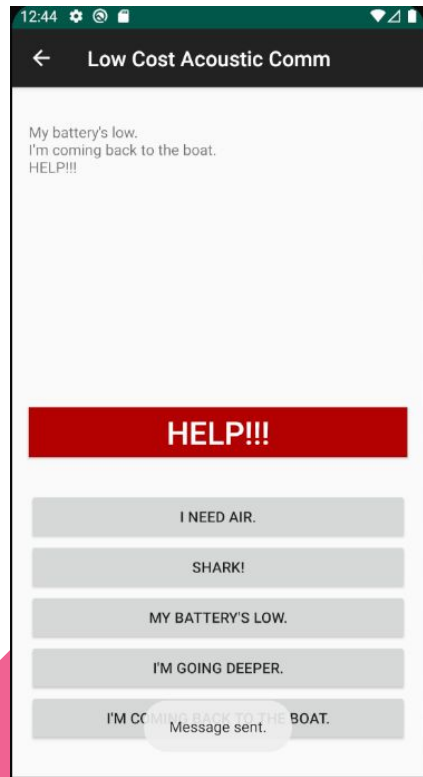 12:44
Low Cost Acoustic Comm
My battery's low.
I'm coming back to the boat.
HELP!!!
HELP!!!
I NEED AIR.
SHARK!
MY BATTERY'S LOW.
I'M GOING DEEPER.
I'M COMING BACK TO THE BOAT.
Message sent.